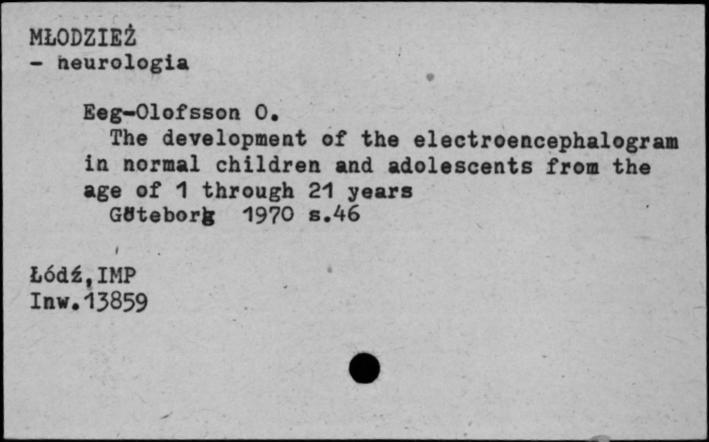 MŁODZIEŻ
- neurologia
Eeg-Olofsson O.
The development of the electroencephalogram
in normal children and adolescents from the
age of 1 through 21 years
Göteborg 1970 s.46
Łódź,IMP
Inw.13859